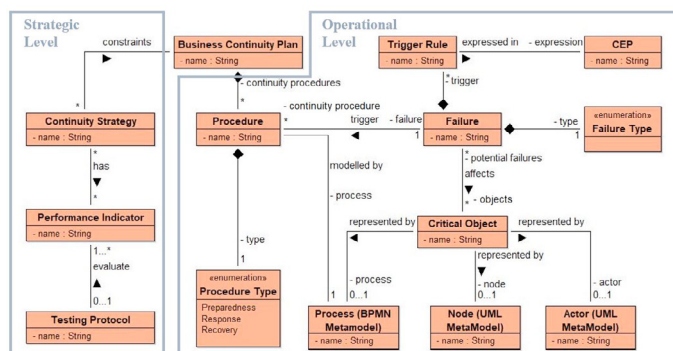 Strategic
Level
Operational
Level
constraints
Business Continuity Plan
- name : String
Trigger Rule
- name : String
expressed in
- expression
CEP
- name : String
- continuity procedures
*
*
- trigger
*
Continuity Strategy
- name : String
Procedure
- name : String
- continuity procedure
*
trigger
- failure
1
Failure
- name : String
- type
1
«enumeration»
Failure Type
*
has
*
modelled by
- process
1
*
- potential failures
affects
- objects
*
Performance Indicator
- name : String
Critical Object
- name : String
represented by
represented by
represented by
1...*
evaluate
0...1
- type
1
- process
0...1
- node
0...1
- actor
0...1
Testing Protocol
- name : String
«enumeration»
Procedure Type
Preparedness
Response
Recovery
Process (BPMN
Metamodel)
- name : String
Node (UML
MetaModel)
- name : String
Actor (UML
MetaModel)
- name : String